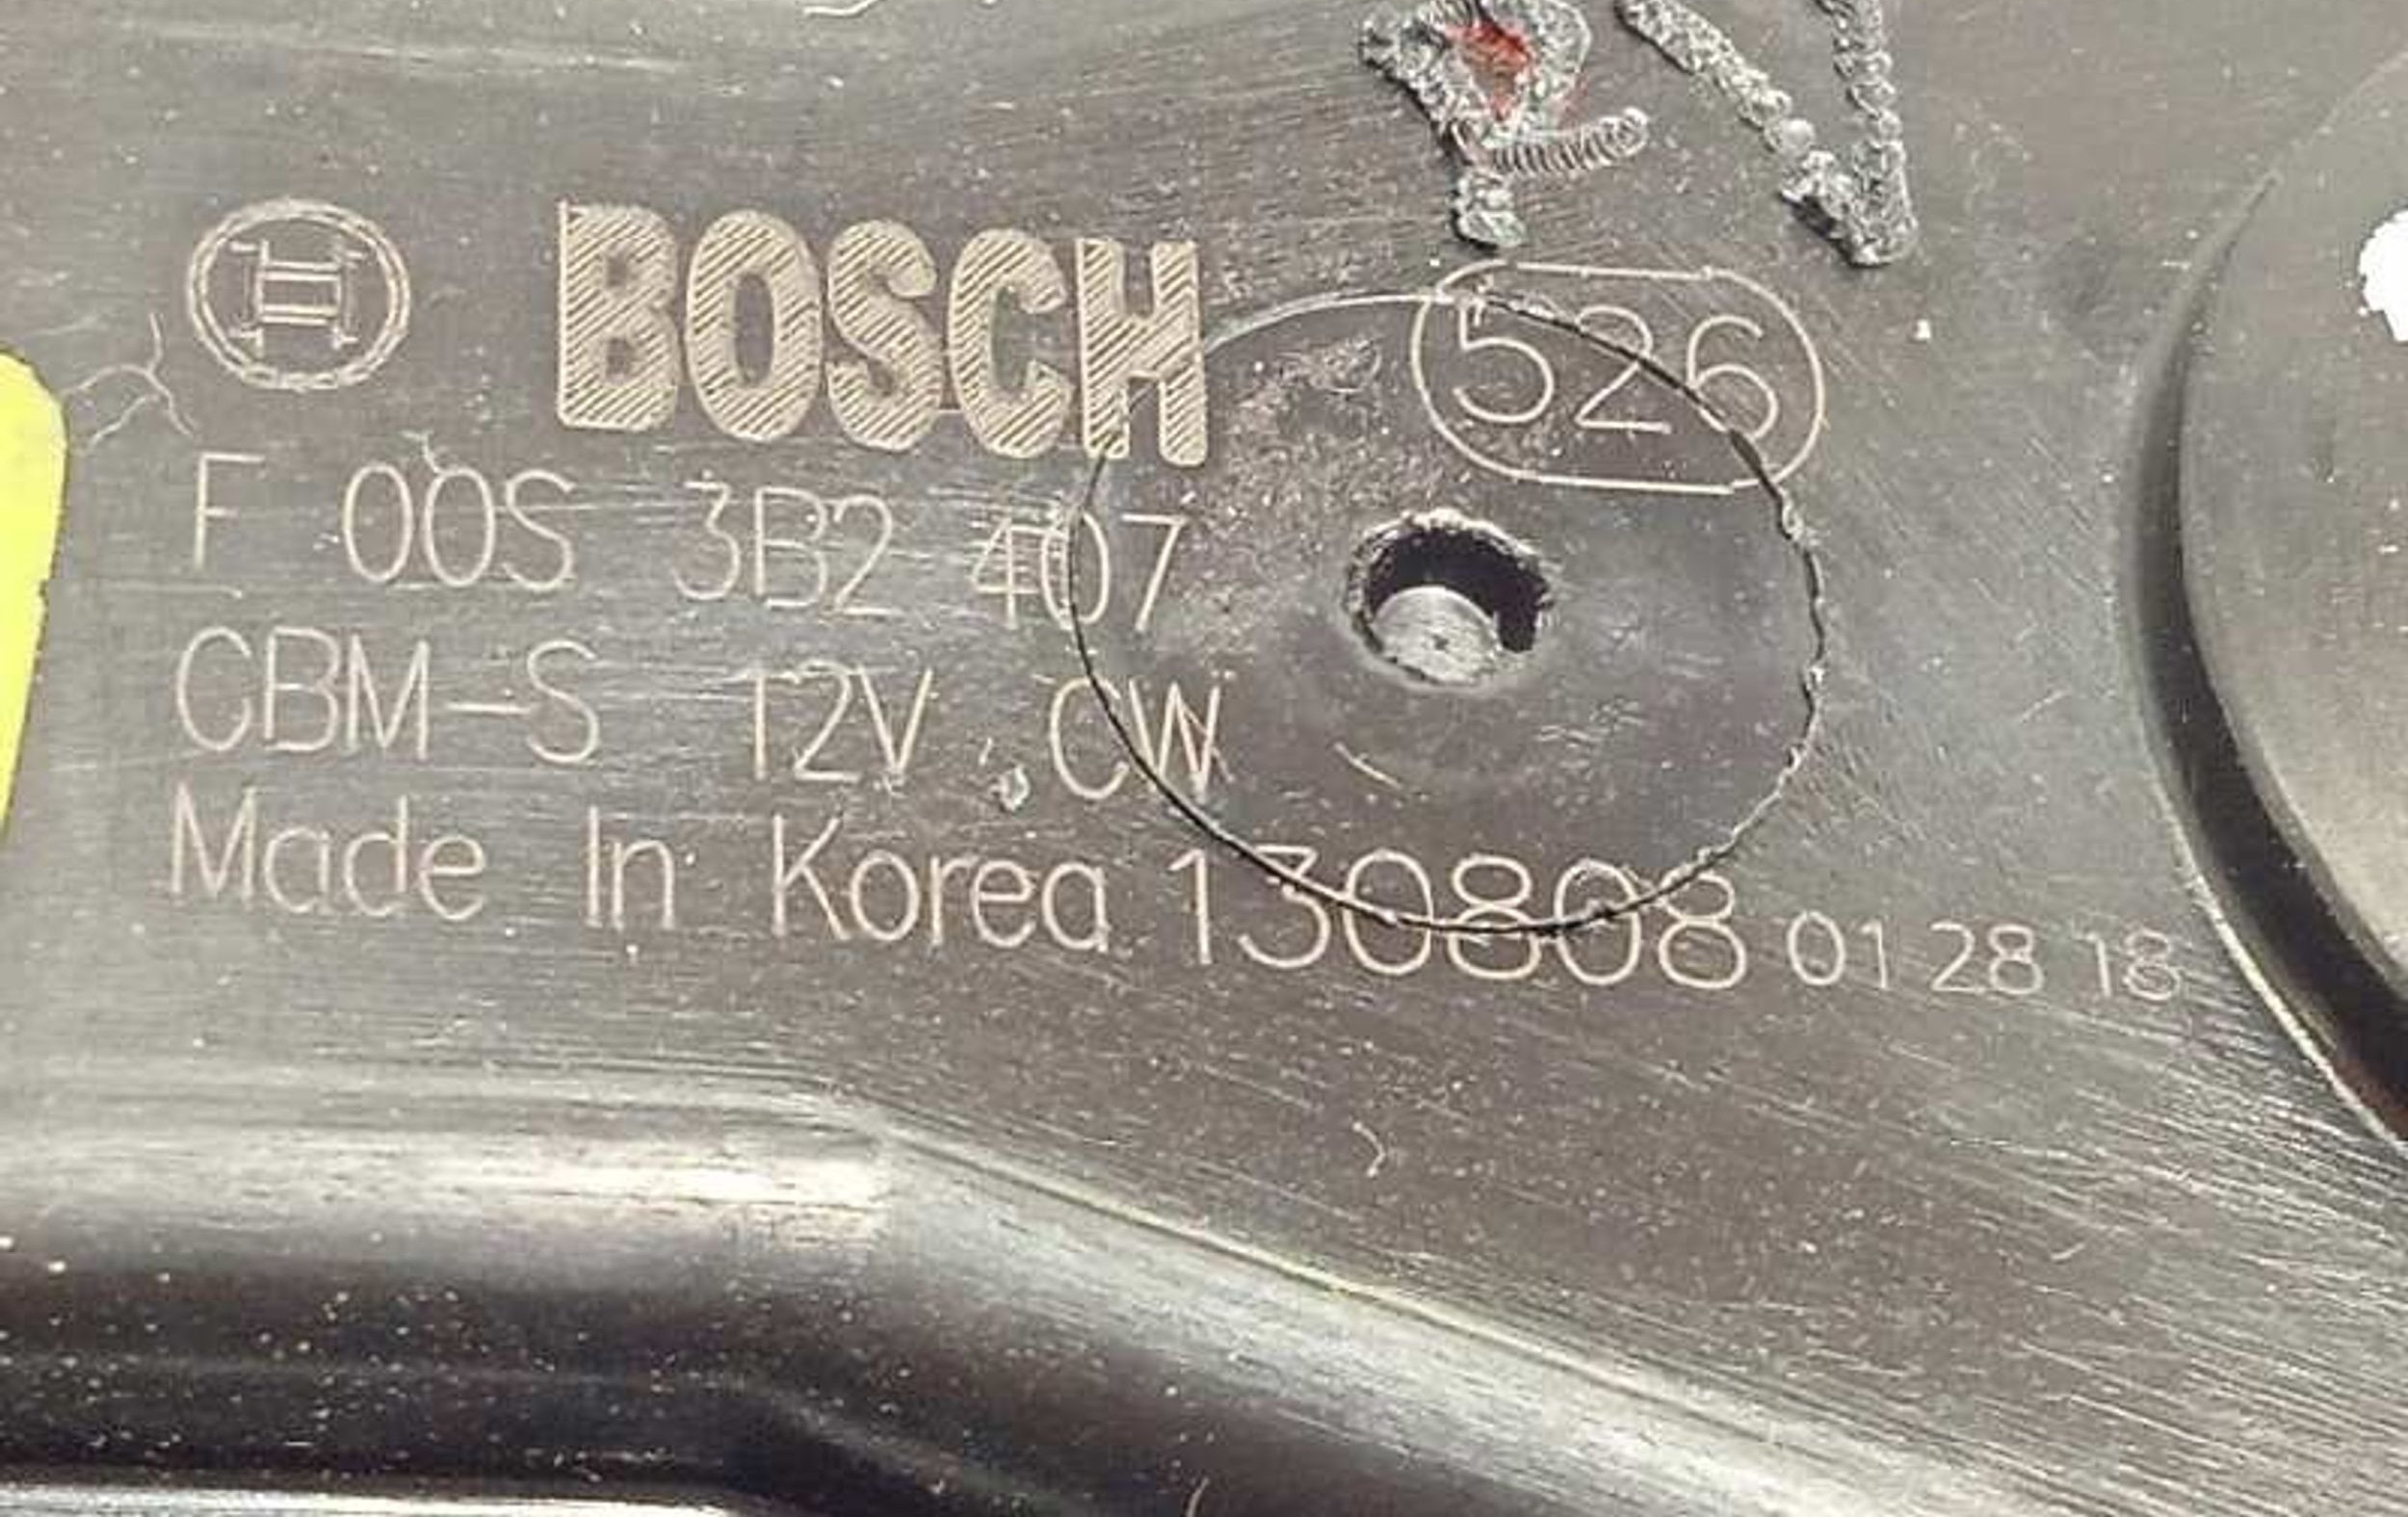 BOSCH
526
F 00S 3B2 407
CBM-S 12V CW
Made In Korea 130808 01 28 18